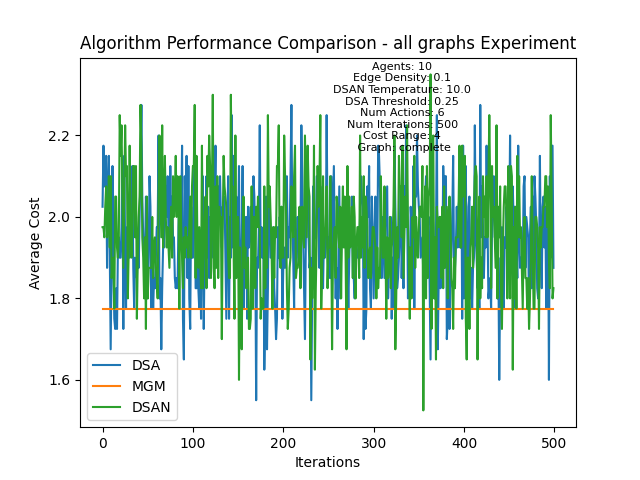 Algorithm Performance Comparison - all graphs Experiment
Agents: 10
Edge Density: 0.1
DSAN Temperature: 10.0
DSA Threshold: 0.25
Num Actions: 6
Num Iterations: 500
Cost Range: 4
Graph: complete
Average Cost
2.2
2.0
1.8
1.6
DSA
MGM
DSAN
0
100
200
300
400
500
Iterations